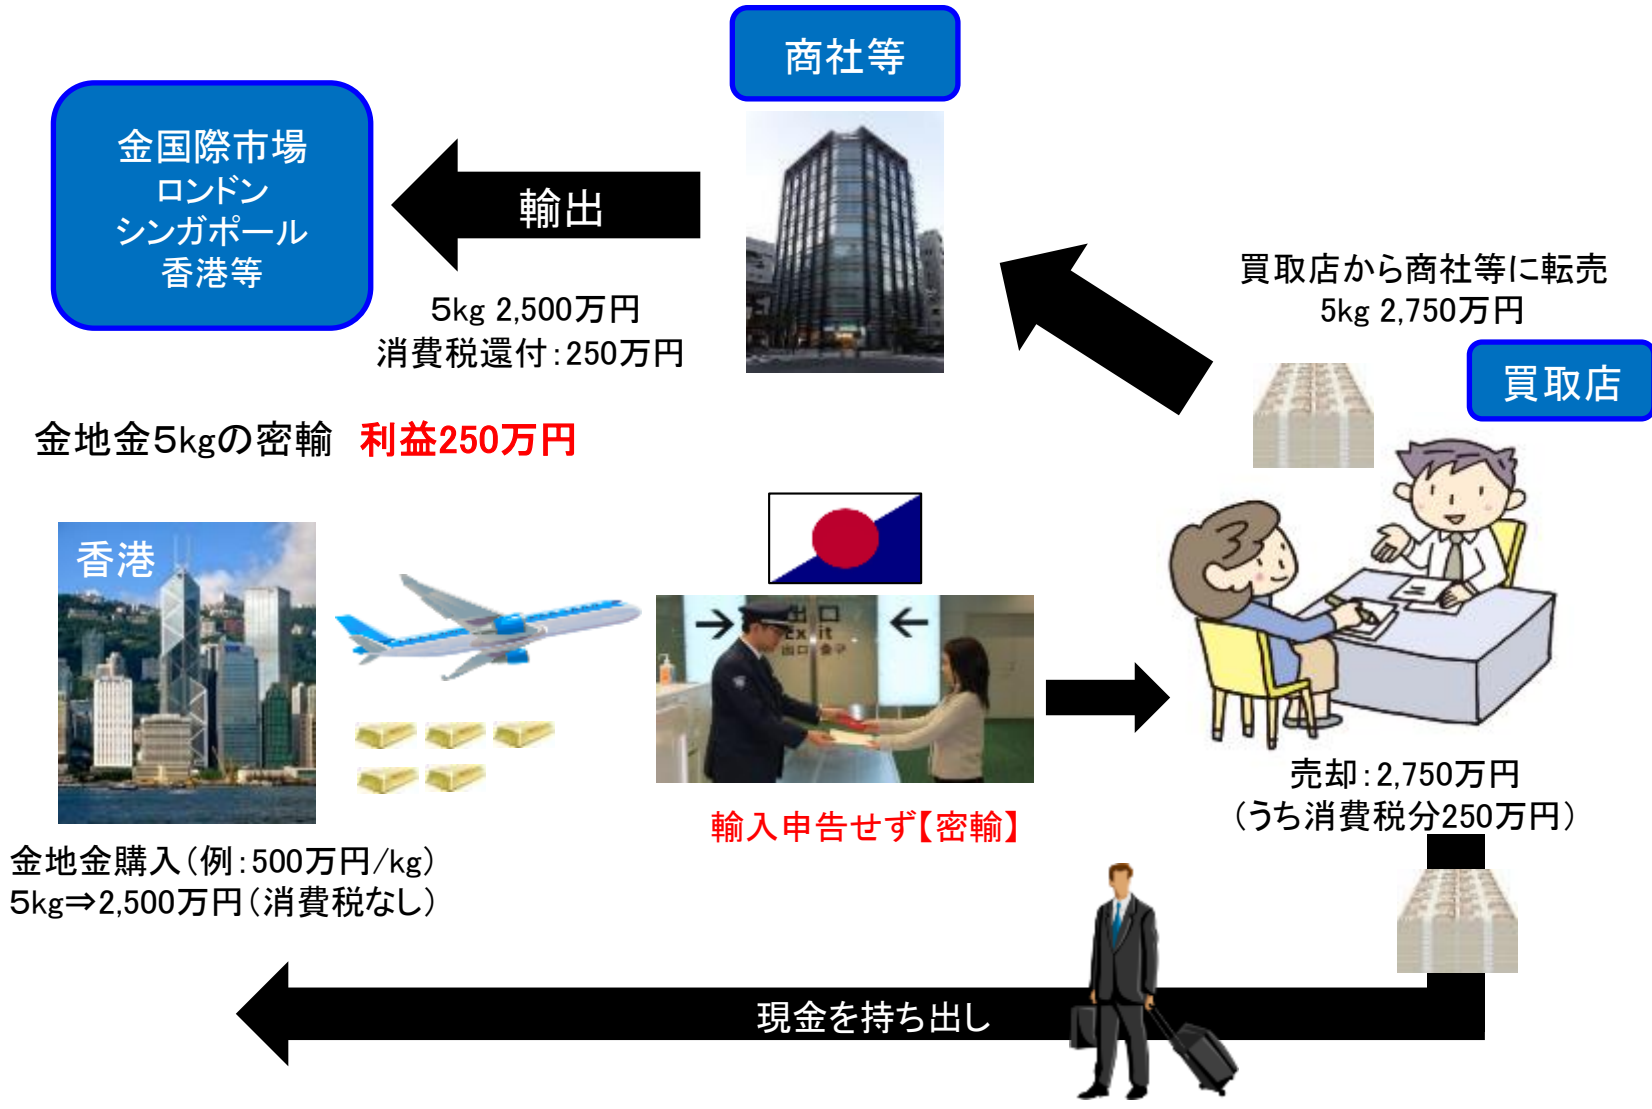 商社等
金国際市場
ロンドン
シンガポール
香港等
輸出
5kg 2,500万円
消費税還付：250万円
買取店から商社等に転売
5kg 2,750万円
買取店
金地金5kgの密輸　利益250万円
香港
出口
Exit
輸入申告せず【密輸】
売却：2,750万円
（うち消費税分250万円）
金地金購入（例：500万円/kg）
5kg⇒2,500万円（消費税なし）
現金を持ち出し